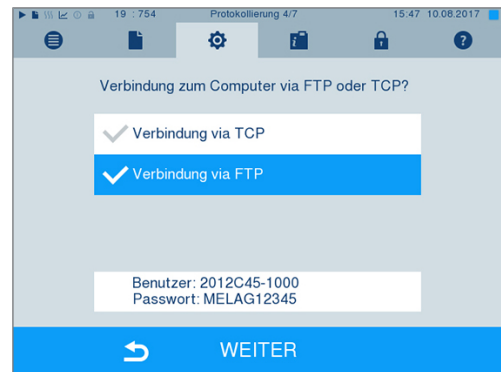 19 : 754 Protokollierung 4/7 15:47 10.08.2017
Verbindung zum Computer via FTP oder TCP?
Verbindung via TCP
Verbindung via FTP
Benutzer: 2012C45-1000
Passwort: MELAG12345
WEITER